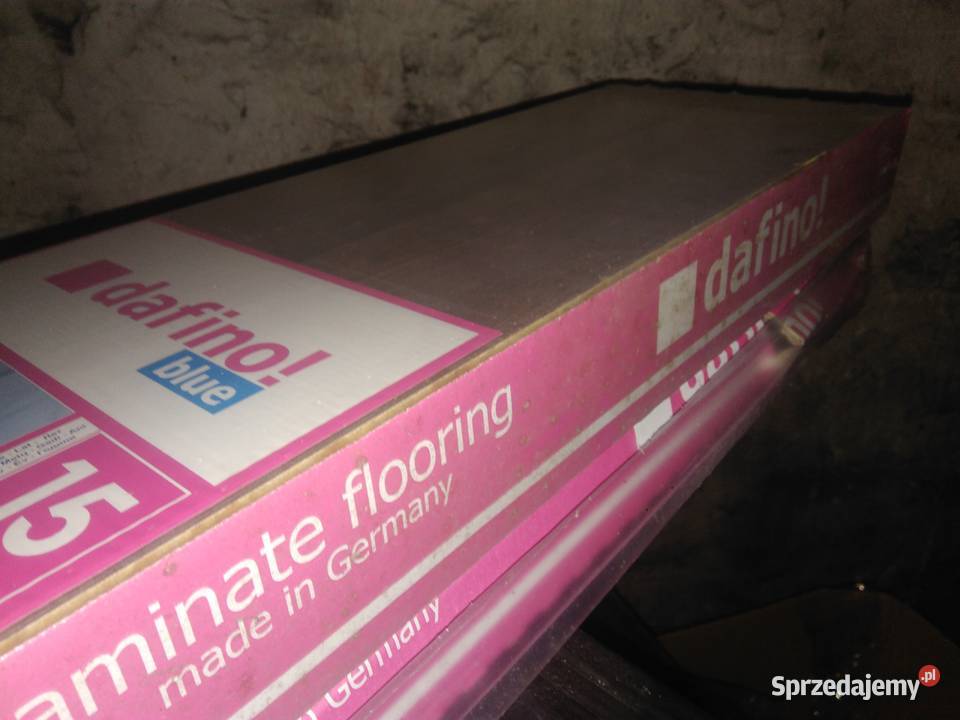 dafino!
blue
15
dafino!
aminate flooring
made in Germany
Germany
Sprzedajemy.pl